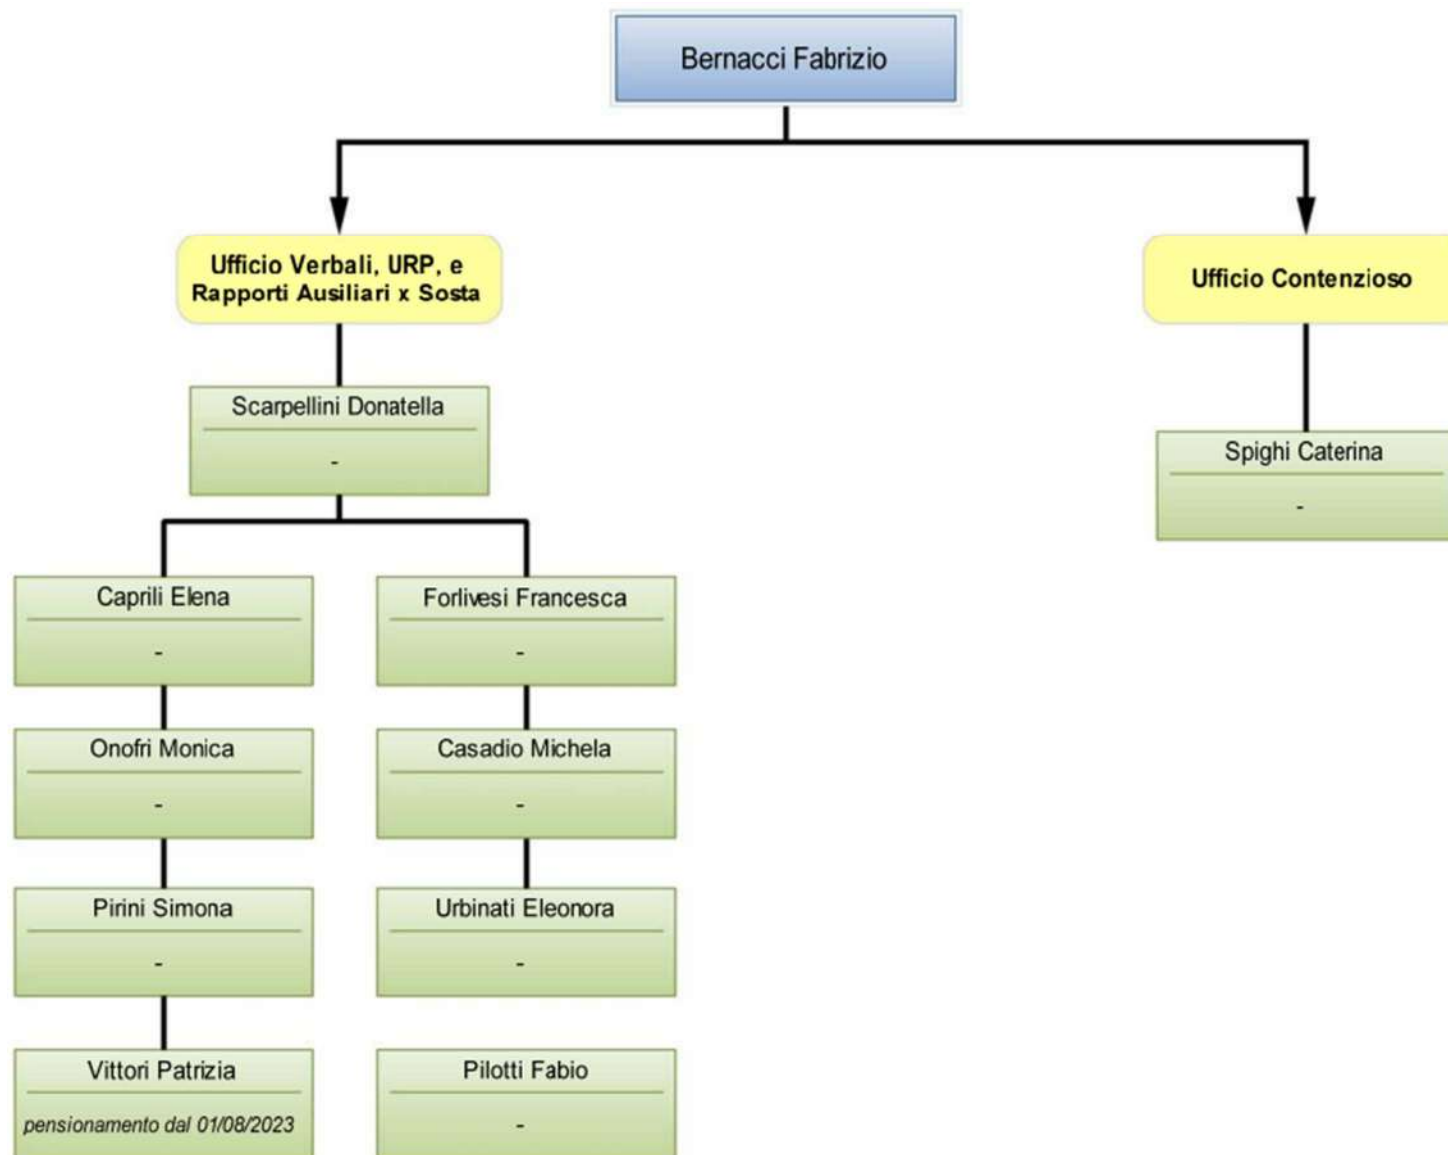 Bernacci Fabrizio
Ufficio Verbali, URP, e
Rapporti Ausiliari x Sosta
Ufficio Contenzioso
Scarpellini Donatella
-
Spighi Caterina
-
Caprili Elena
-
Forlivesi Francesca
-
Onofri Monica
-
Casadio Michela
-
Pirini Simona
-
Urbinati Eleonora
-
Vittori Patrizia
pensionamento dal 01/08/2023
Pilotti Fabio
-